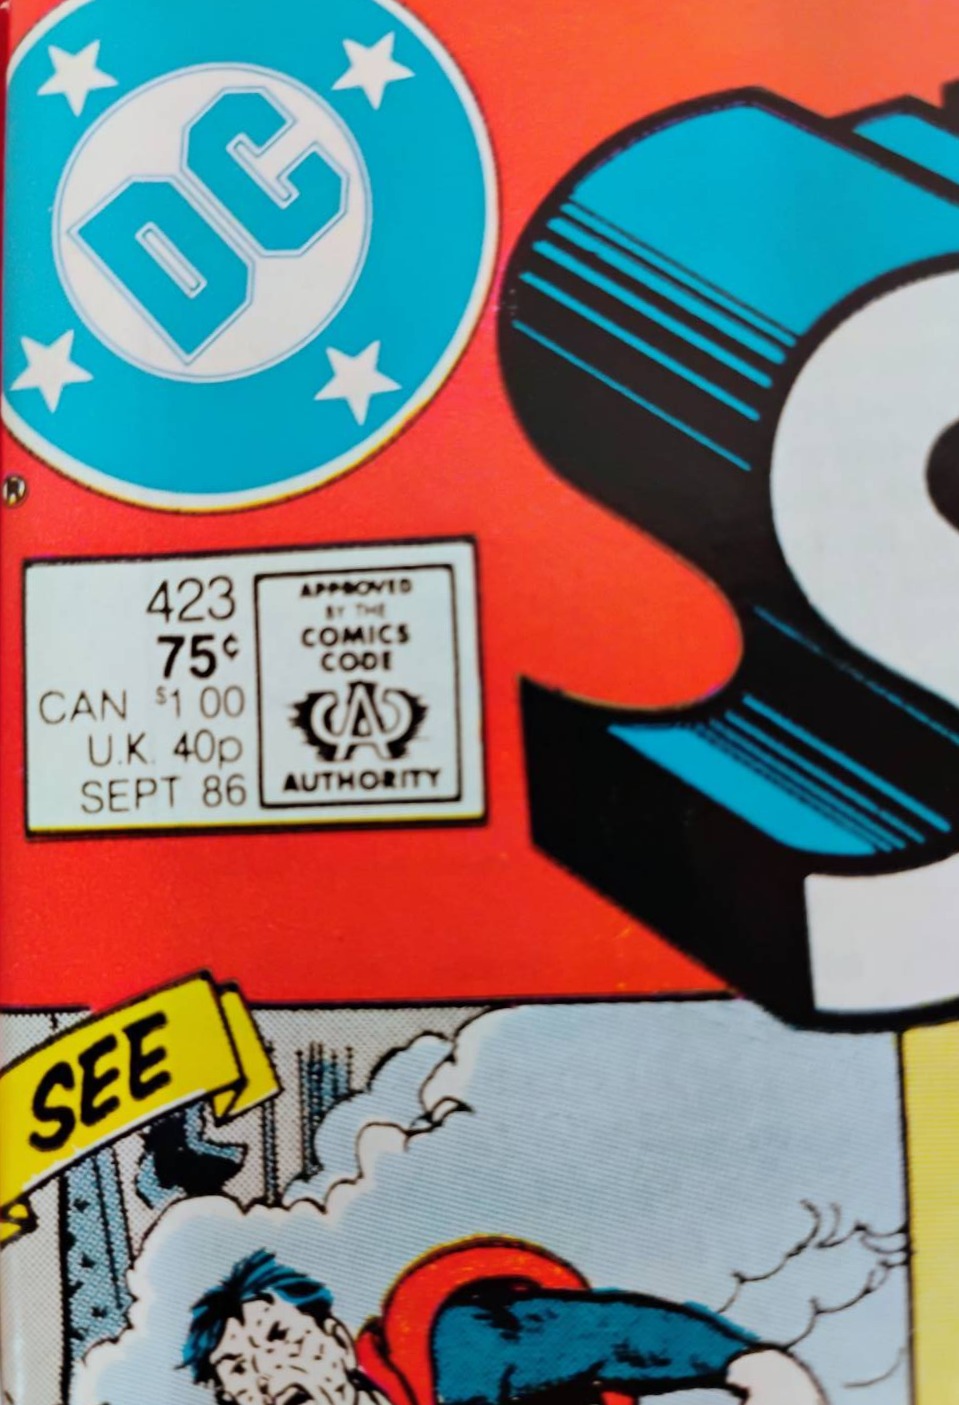 DC
®
423
75¢
CAN $1.00
U.K. 40p
SEPT 86
APPROVED
BY THE
COMICS
CODE
CA
AUTHORITY
S
SEE